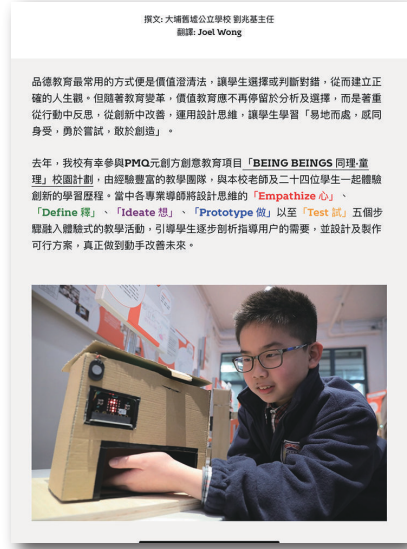 撰文: 大埔舊墟公立學校 劉兆基主任
翻譯: Joel Wong
品德教育最常用的方式便是價值澄清法，讓學生選擇或判斷對錯，從而建立正
確的人生觀。但隨著教育變革，價值教育應不再停留於分析及選擇，而是著重
從行動中反思，從創新中改善，運用設計思維，讓學生學習「易地而處，感同
身受，勇於嘗試，敢於創造」。
去年，我校有幸參與PMQ元創方創意教育項目「BEING BEINGS 同理·童
理」校園計劃，由經驗豐富的教學團隊，與本校老師及二十四位學生一起體驗
創新的學習歷程。當中各專業導師將設計思維的「Empathize 心」、
「Define 釋」、「Ideate 想」、「Prototype 做」以至「Test 試」五個步
驟融入體驗式的教學活動，引導學生逐步剖析指導用戶的需要，並設計及製作
可行方案，真正做到動手改善未來。